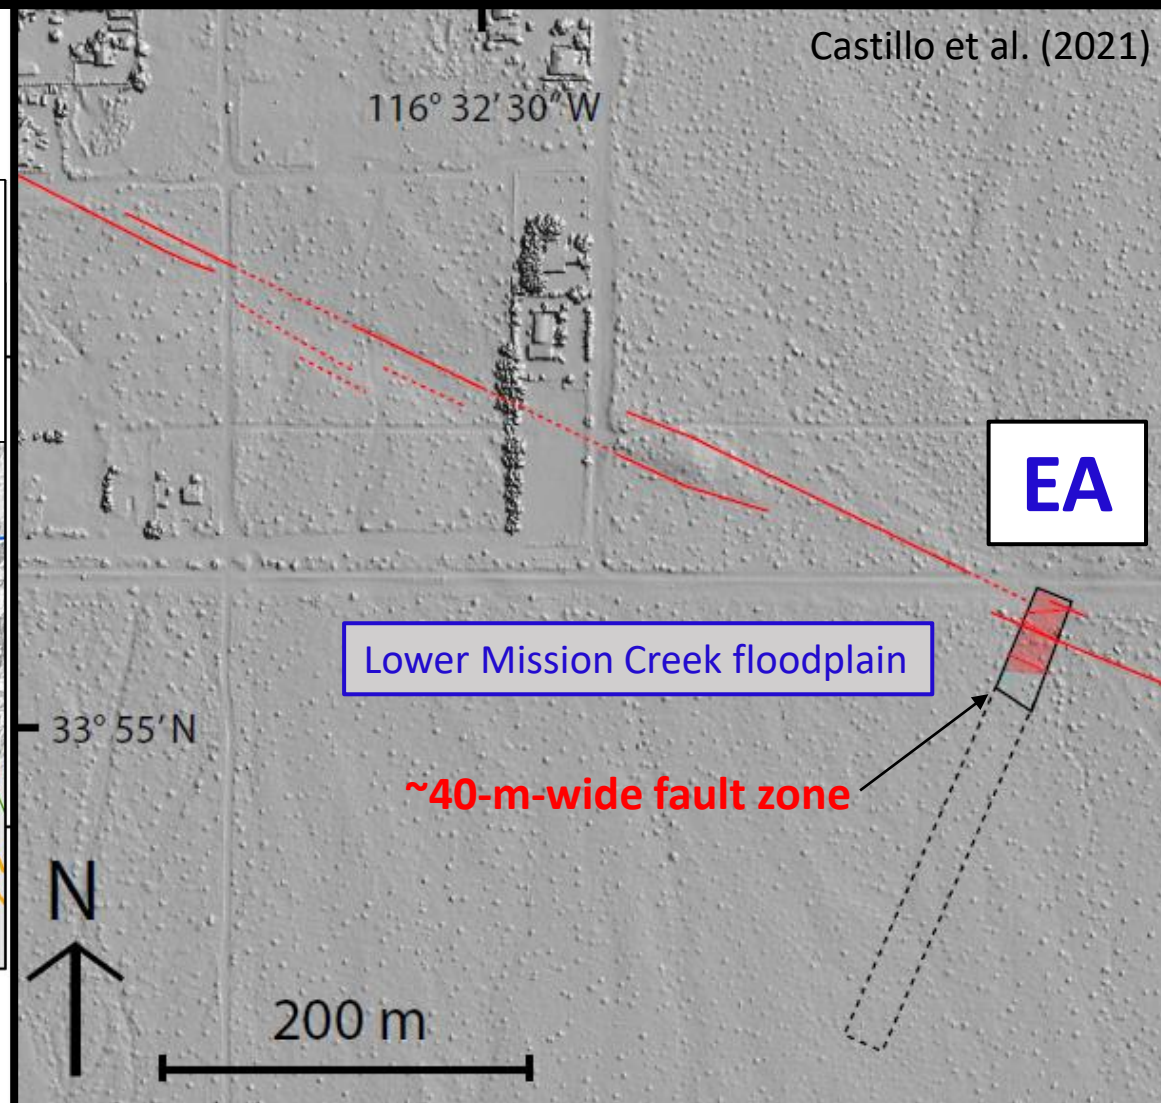 Castillo et al. (2021)
116° 32′ 30″ W
EA
Lower Mission Creek floodplain
33° 55′ N
~40-m-wide fault zone
N
200 m